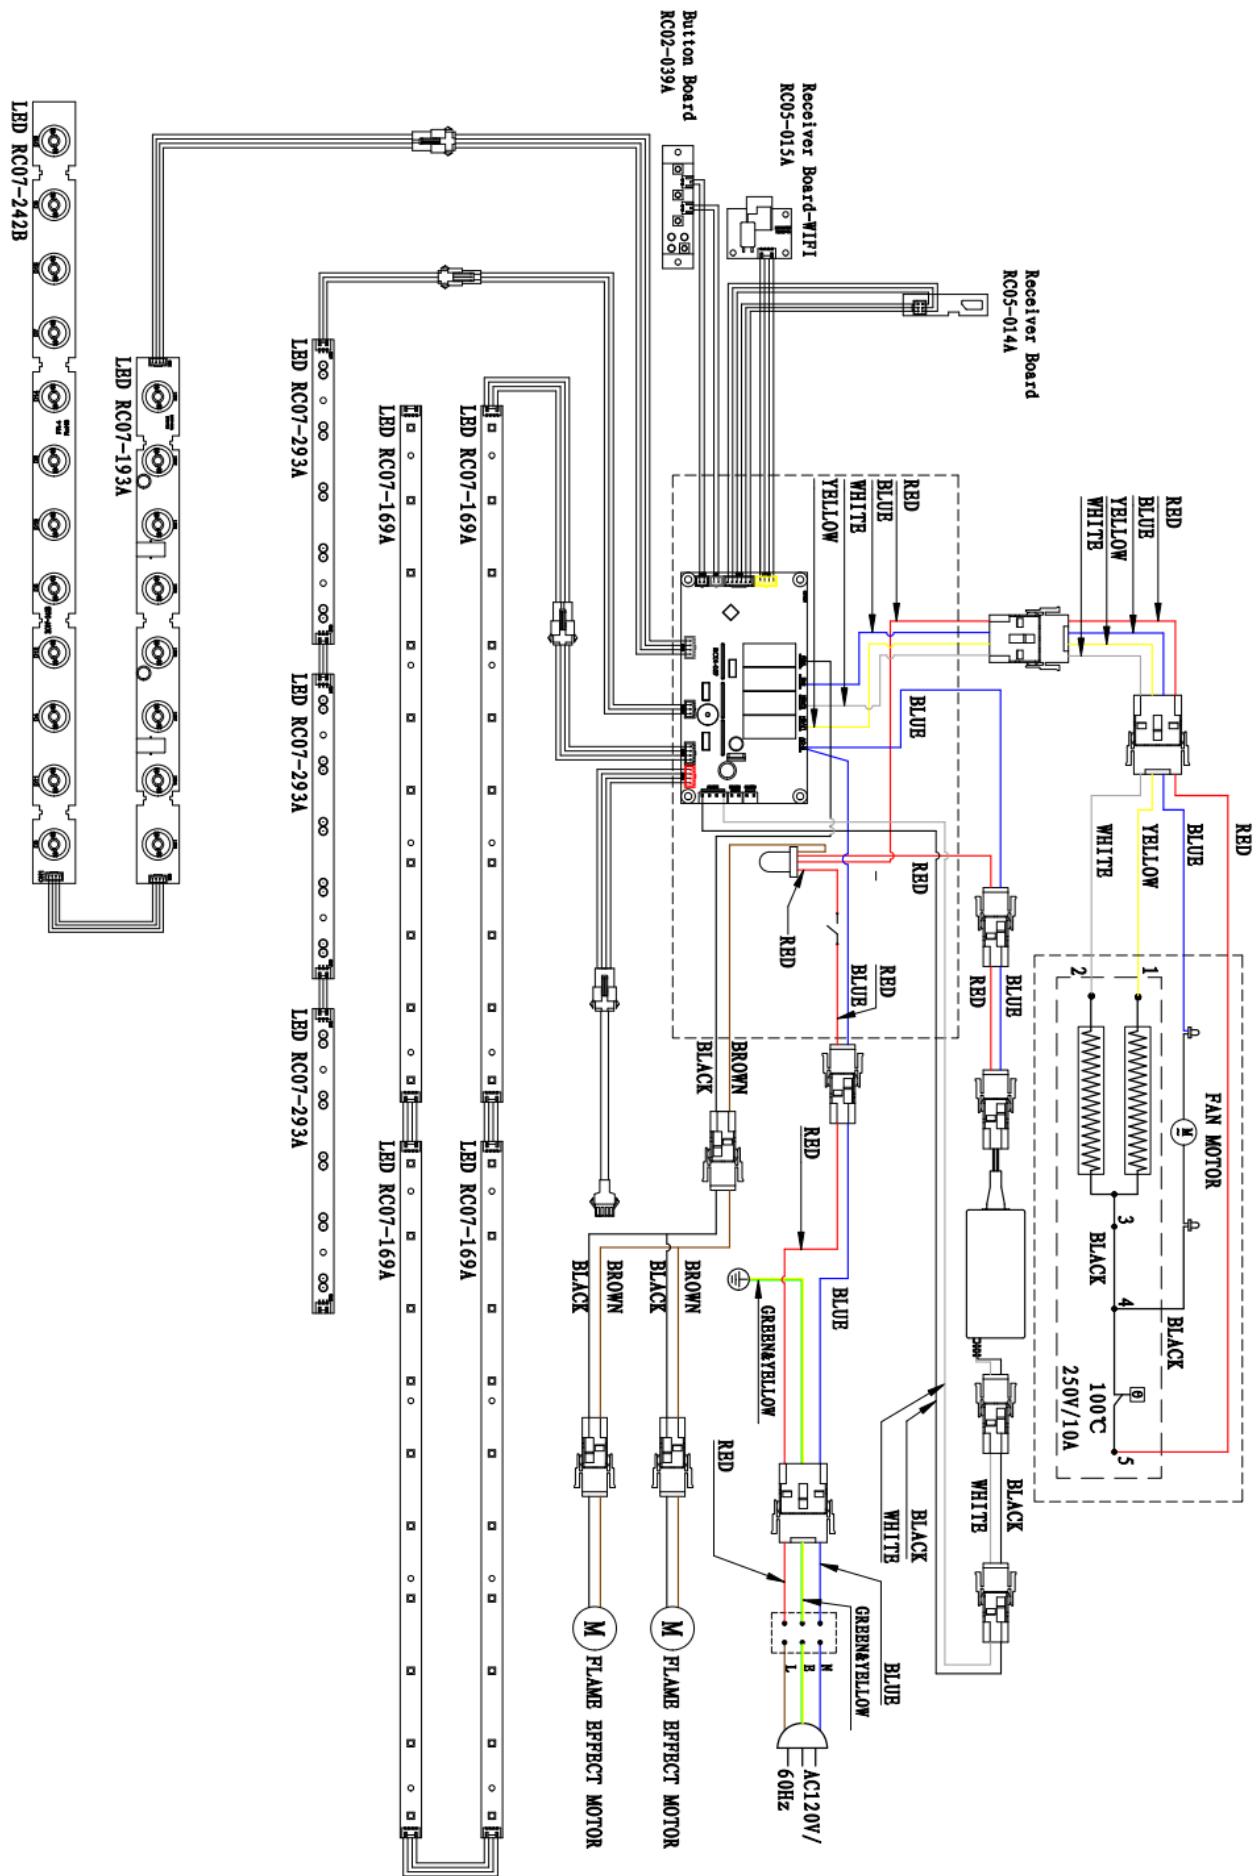 Button Board
RC02-039A
Receiver Board-WIFI
RC05-015A
Receiver Board
RC05-014A
LED RC07-242B
LED RC07-193A
LED RC07-293A
LED RC07-293A
LED RC07-293A
LED RC07-169A
LED RC07-169A
LED RC07-169A
LED RC07-169A
RED
BLUE
WHITE
YELLOW
RED
BLUE
YELLOW
WHITE
BLUE
RED
BLUE
YELLOW
WHITE
RED
RED
RED
BLUE
BLUE
RED
1
2
3
4
5
FAN MOTOR
M
~
BLACK
BLACK
θ
100℃
250V/10A
BROWN
BLACK
RED
BLUE
GREEN&YELLOW
BROWN
BLACK
BROWN
BLACK
BLACK
WHITE
BLACK
WHITE
RED
BLUE
GREEN&YELLOW
N
E
L
AC120V/
60Hz
M
FLAME EFFECT MOTOR
M
FLAME EFFECT MOTOR